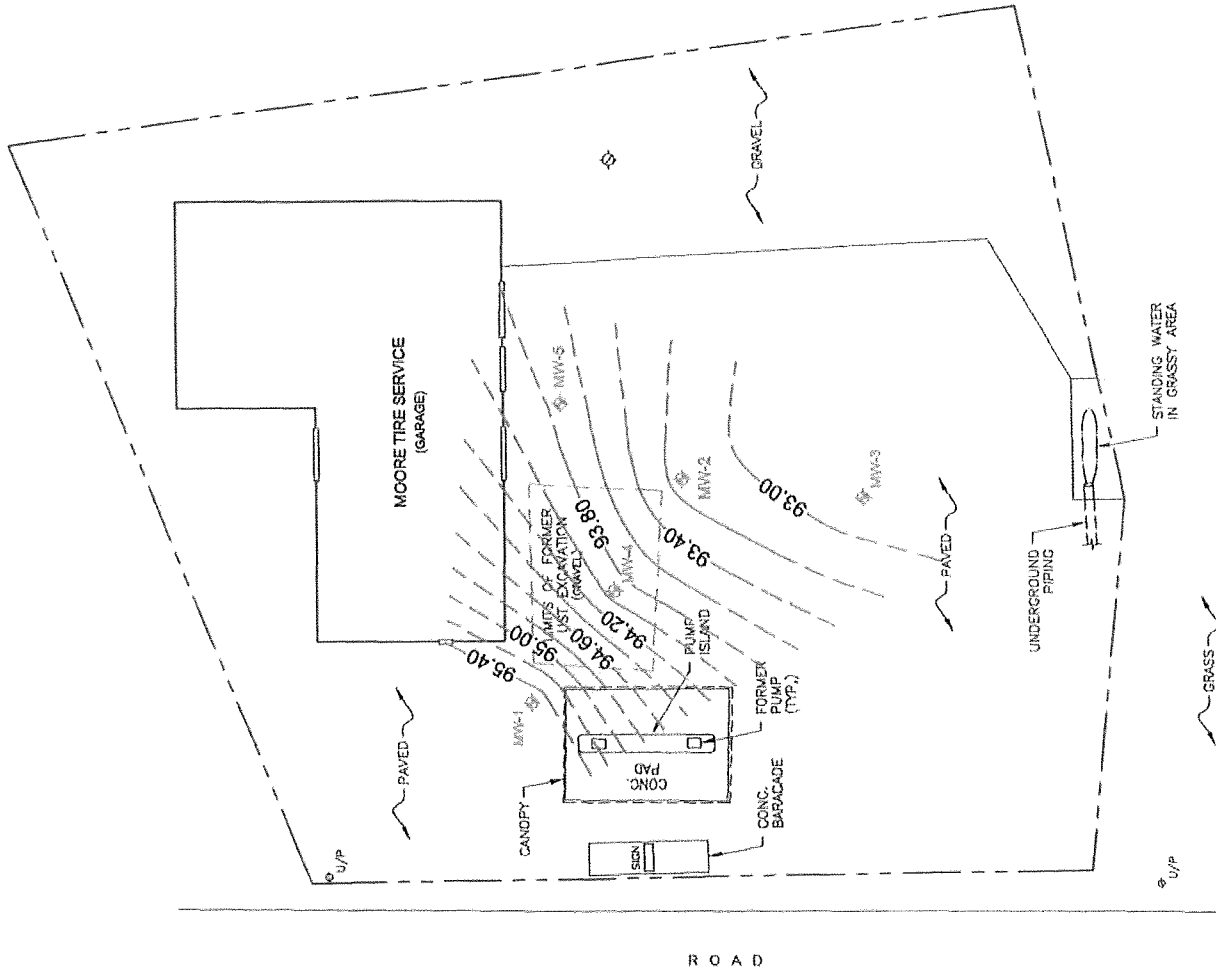 GRAVEL
MOORE TIRE SERVICE
(GARAGE)
STANDING WATER
IN GRASSY AREA
MW-5
MW-2
MW-3
93.00
93.40
93.80
94.20
94.60
95.00
95.40
LIMITS OF FORMER
UST EXCAVATION
(GRAVEL)
MW-4
PAVED
UNDERGROUND
PIPING
PUMP
ISLAND
FORMER
PUMP
(TYP.)
GRASS
MW-1
PAVED
CANOPY
CONC.
PAD
CONC.
BARACADE
SIGN
U/P
U/P
ROAD